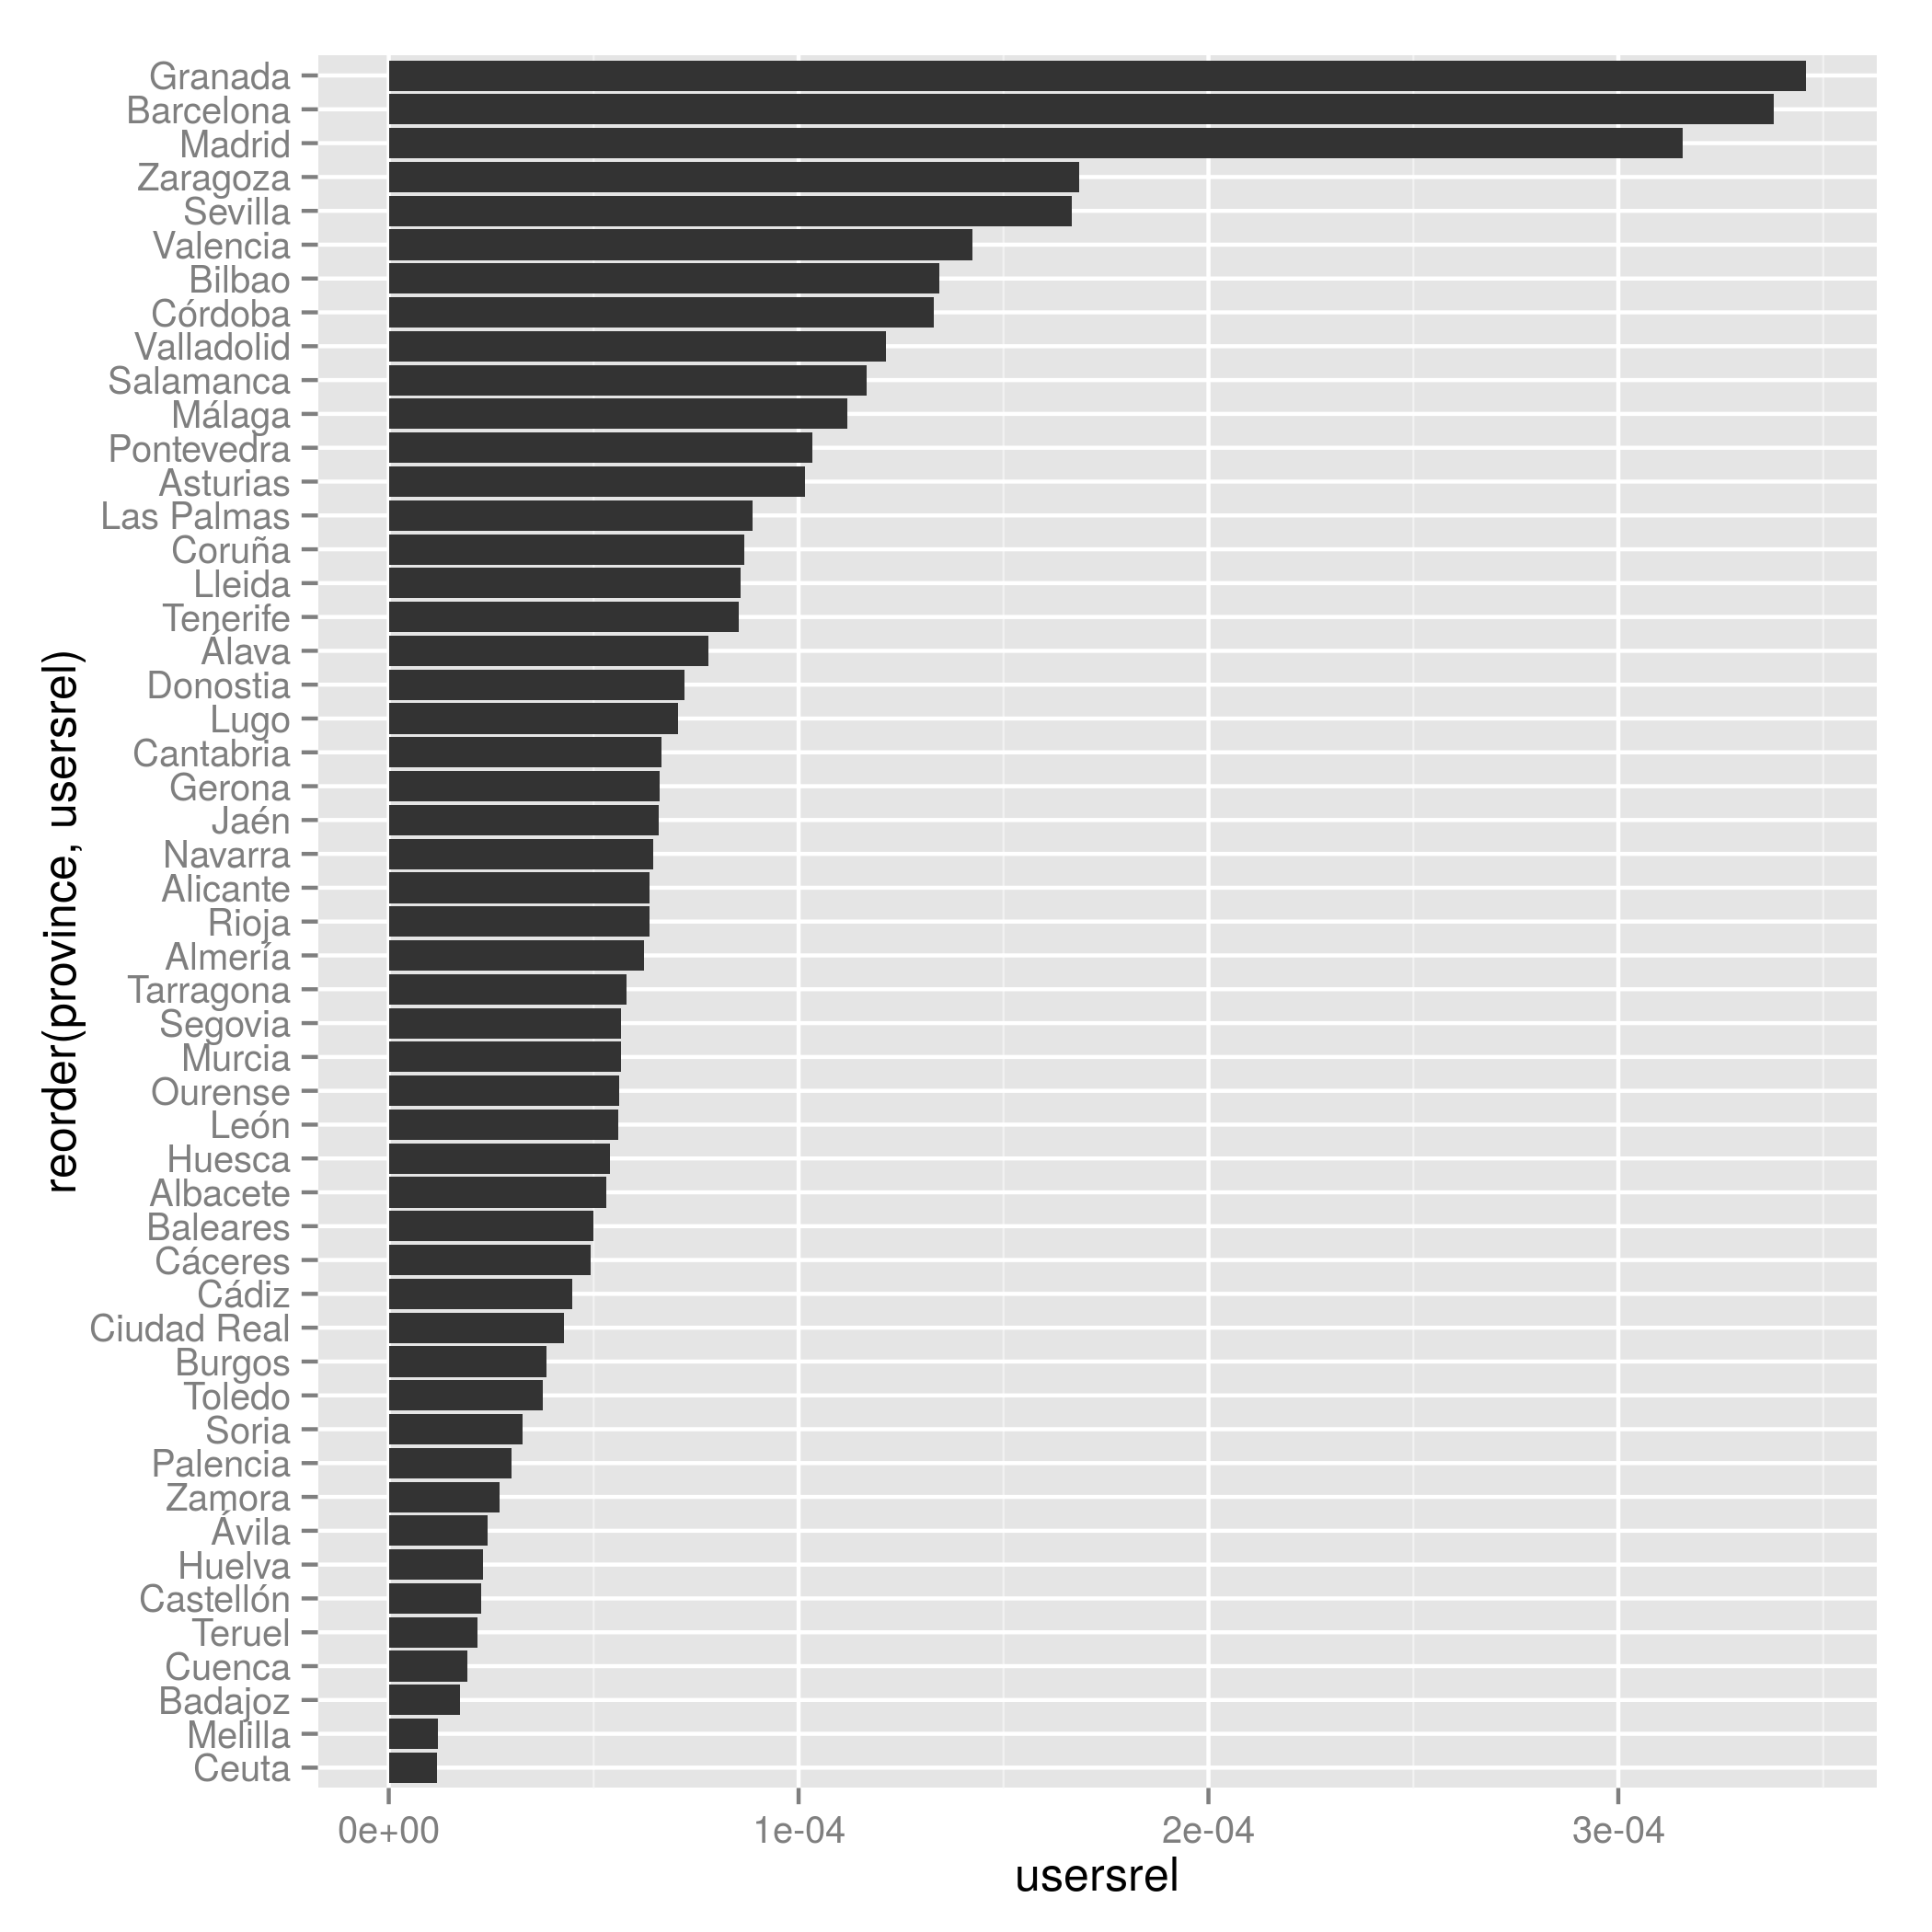 Granada
Barcelona
Madrid
Zaragoza
Sevilla
Valencia
Bilbao
Córdoba
Valladolid
Salamanca
Málaga
Pontevedra
Asturias
Las Palmas
Coruña
Lleida
Tenerife
Álava
Donostia
Lugo
Cantabria
Gerona
Jaén
Navarra
Alicante
Rioja
Almería
Tarragona
Segovia
Murcia
Ourense
León
Huesca
Albacete
Baleares
Cáceres
Cádiz
Ciudad Real
Burgos
Toledo
Soria
Palencia
Zamora
Ávila
Huelva
Castellón
Teruel
Cuenca
Badajoz
Melilla
Ceuta
reorder(province, usersrel)
0e+00 1e-04 2e-04 3e-04
usersrel